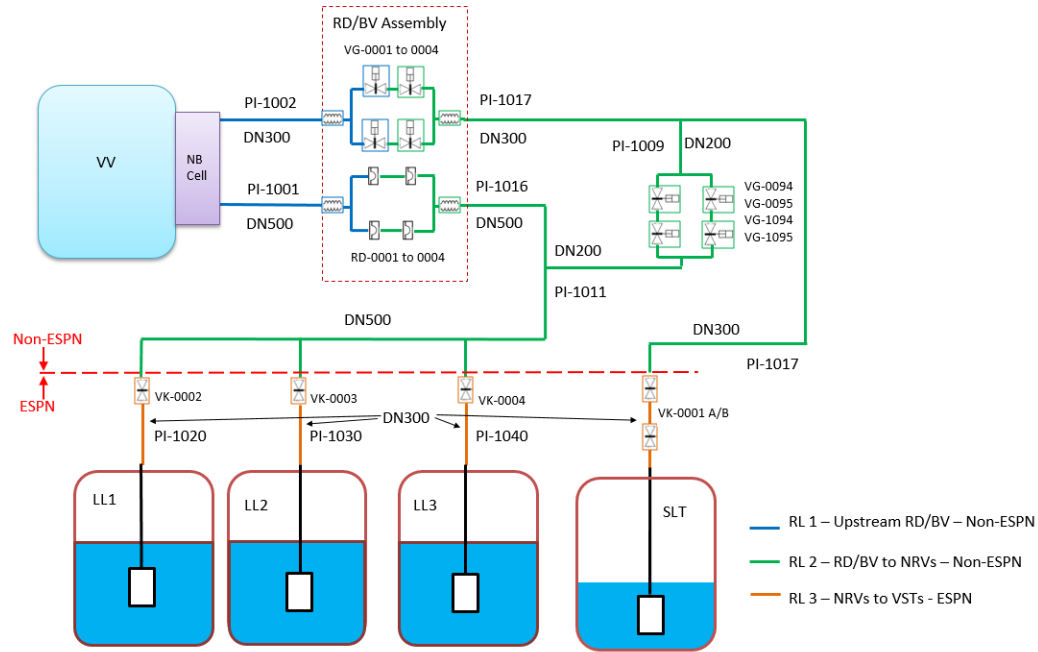 RD/BV Assembly
VG-0001 to 0004
PI-1002
DN300
PI-1017
DN300
PI-1009
DN200
VV
NB
Cell
PI-1001
DN500
PI-1016
DN500
VG-0094
VG-0095
VG-1094
VG-1095
RD-0001 to 0004
DN200
PI-1011
DN500
DN300
PI-1017
Non-ESPN
ESPN
VK-0002
VK-0003
VK-0004
VK-0001 A/B
DN300
PI-1020
PI-1030
PI-1040
LL1
LL2
LL3
SLT
RL 1 – Upstream RD/BV – Non-ESPN
RL 2 – RD/BV to NRVs – Non-ESPN
RL 3 – NRVs to VSTs - ESPN